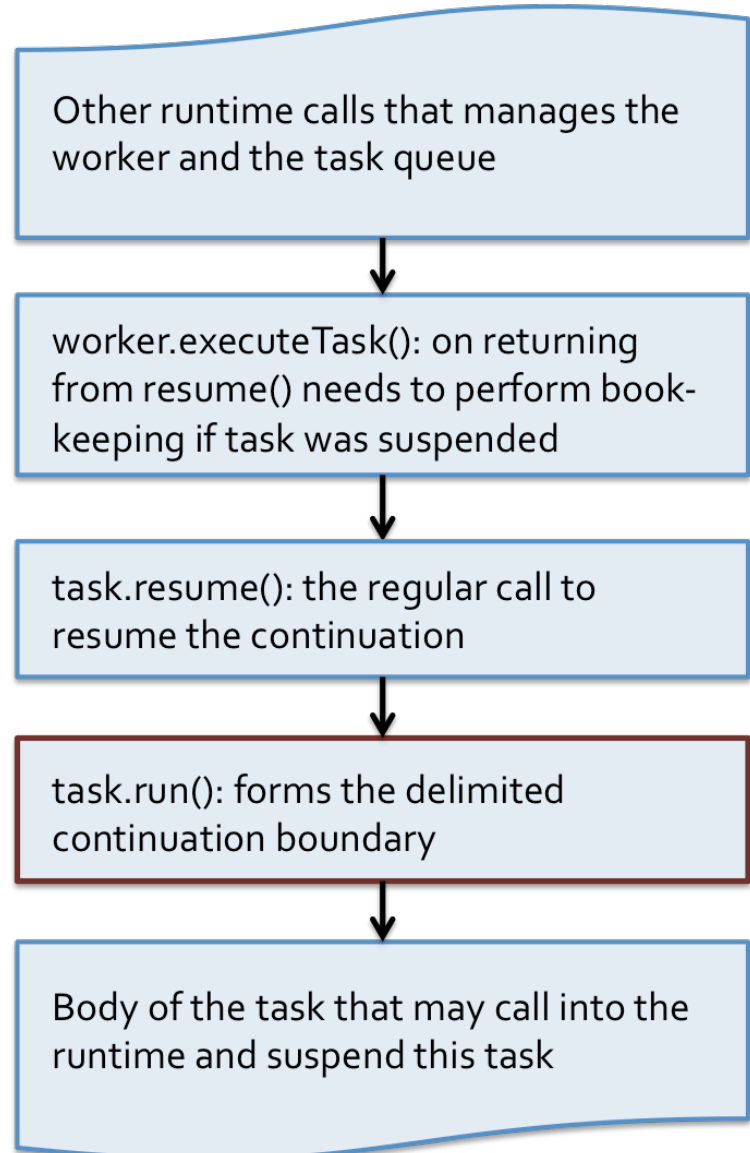 Other runtime calls that manages the
worker and the task queue
worker.executeTask(): on returning
from resume() needs to perform book-
keeping if task was suspended
task.resume(): the regular call to
resume the continuation
task.run(): forms the delimited
continuation boundary
Body of the task that may call into the
runtime and suspend this task